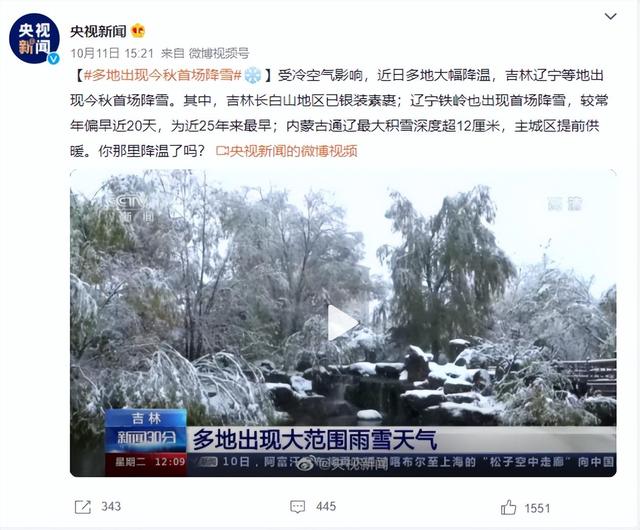 央视新闻
央视新闻
10月11日 15:21 来自 微博视频号
【#多地出现今秋首场降雪#❄️】受冷空气影响，近日多地大幅降温，吉林辽宁等地出
现今秋首场降雪。其中，吉林长白山地区已银装素裹；辽宁铁岭也出现首场降雪，较常
年偏早近20天，为近25年来最早；内蒙古通辽最大积雪深度超12厘米，主城区提前供
暖。你那里降温了吗？ 央视新闻的微博视频
CCTV
新闻
高清
吉林
新闻30分
多地出现大范围雨雪天气
星期二 12:09
10日，阿富汗
喀布尔至上海的“松子空中走廊”向中国
@央视新闻
343
445
1551